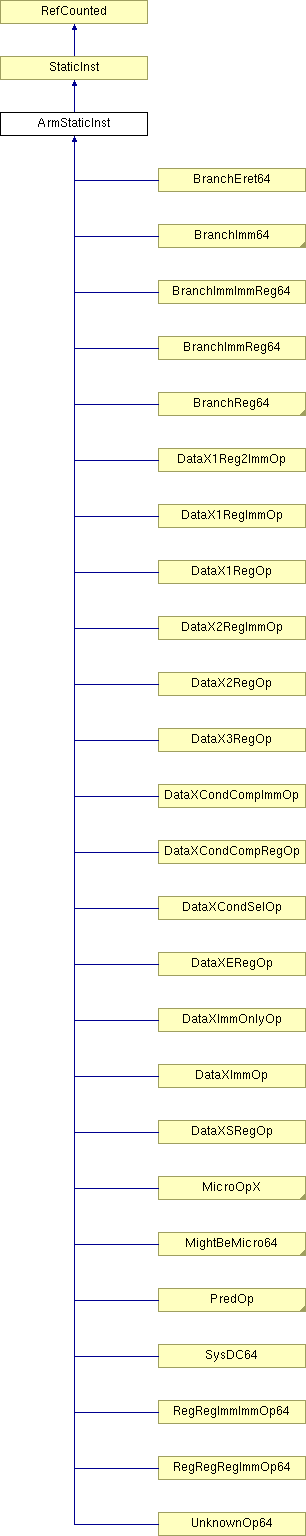 RefCounted
StaticInst
ArmStaticInst
BranchEret64
BranchImm64
BranchImmImmReg64
BranchImmReg64
BranchReg64
DataX1Reg2ImmOp
DataX1RegImmOp
DataX1RegOp
DataX2RegImmOp
DataX2RegOp
DataX3RegOp
DataXCondCompImmOp
DataXCondCompRegOp
DataXCondSelOp
DataXERegOp
DataXImmOnlyOp
DataXImmOp
DataXSRegOp
MicroOpX
MightBeMicro64
PredOp
SysDC64
RegRegImmImmOp64
RegRegRegImmOp64
UnknownOp64